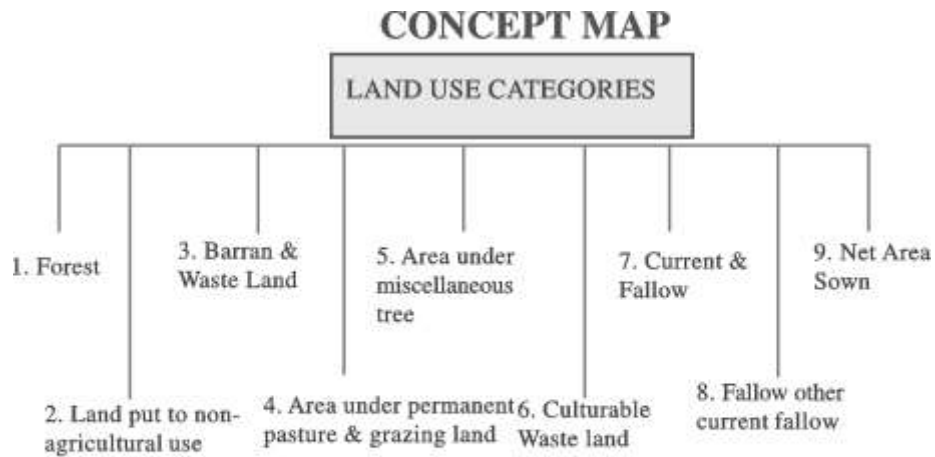 CONCEPT MAP
LAND USE CATEGORIES
1. Forest
2. Land put to non-
agricultural use
3. Barran &
Waste Land
4. Area under permanent
pasture & grazing land
5. Area under
miscellaneous
tree
6. Culturable
Waste land
7. Current &
Fallow
8. Fallow other
current fallow
9. Net Area
Sown